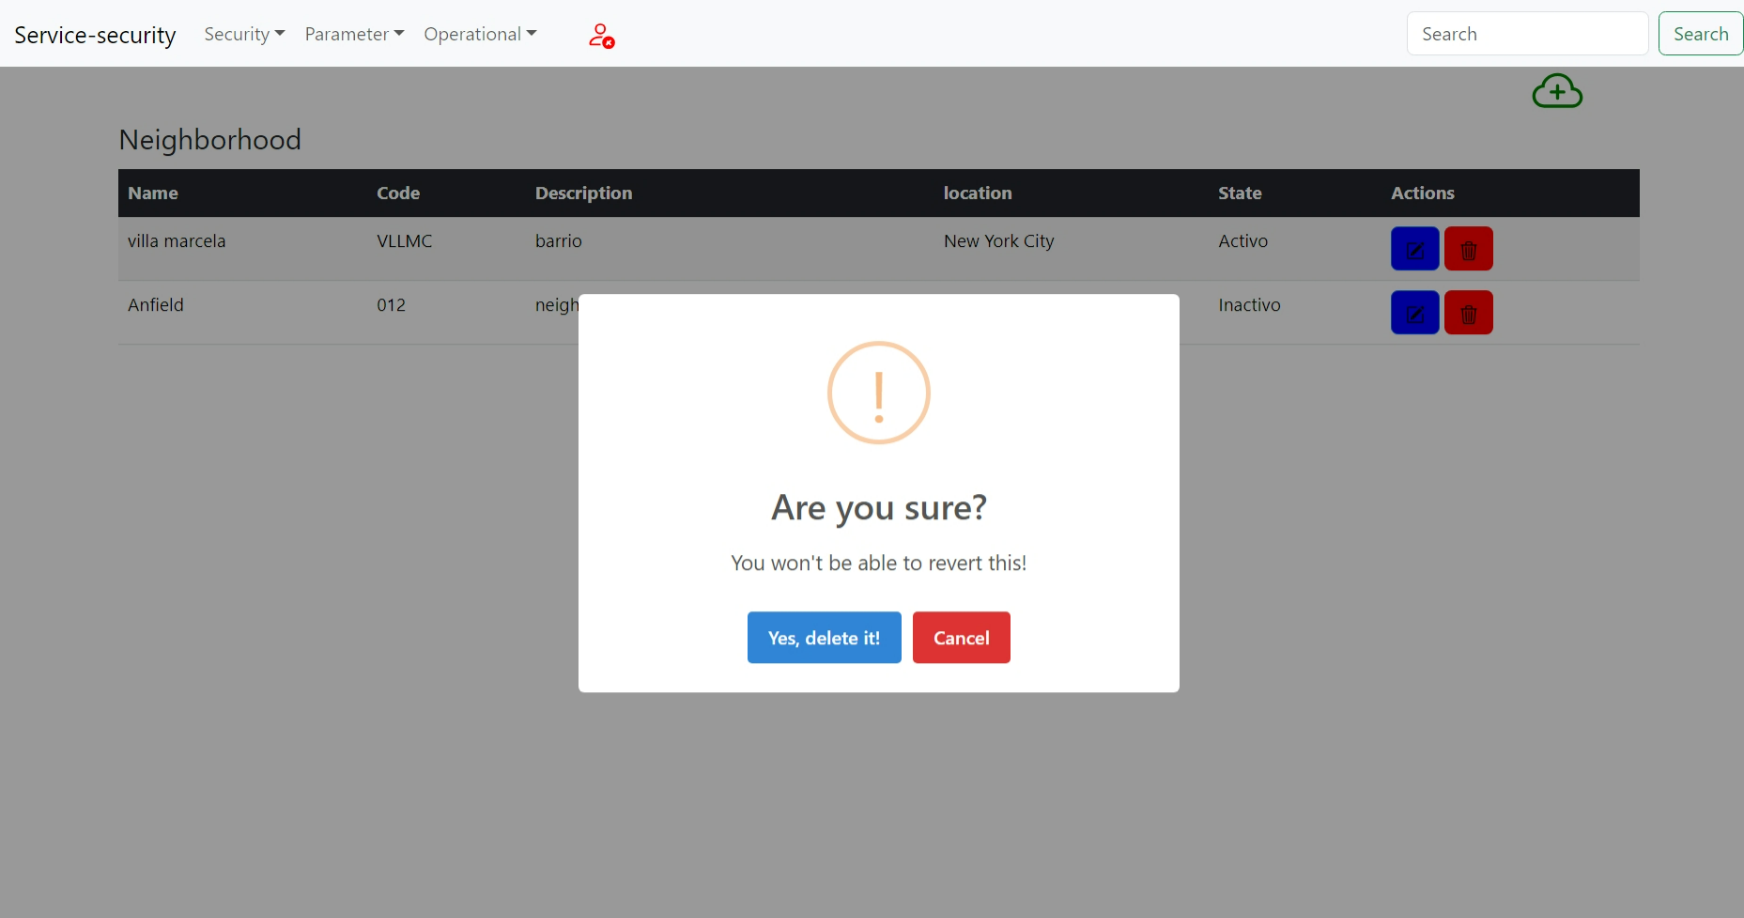 Service-security Security Parameter Operational Search Search
Neighborhood
Name Code Description location State Actions
villa marcela VLLMC barrio New York City Activo
Anfield 012 neigh Inactivo
!
Are you sure?
You won't be able to revert this!
Yes, delete it! Cancel